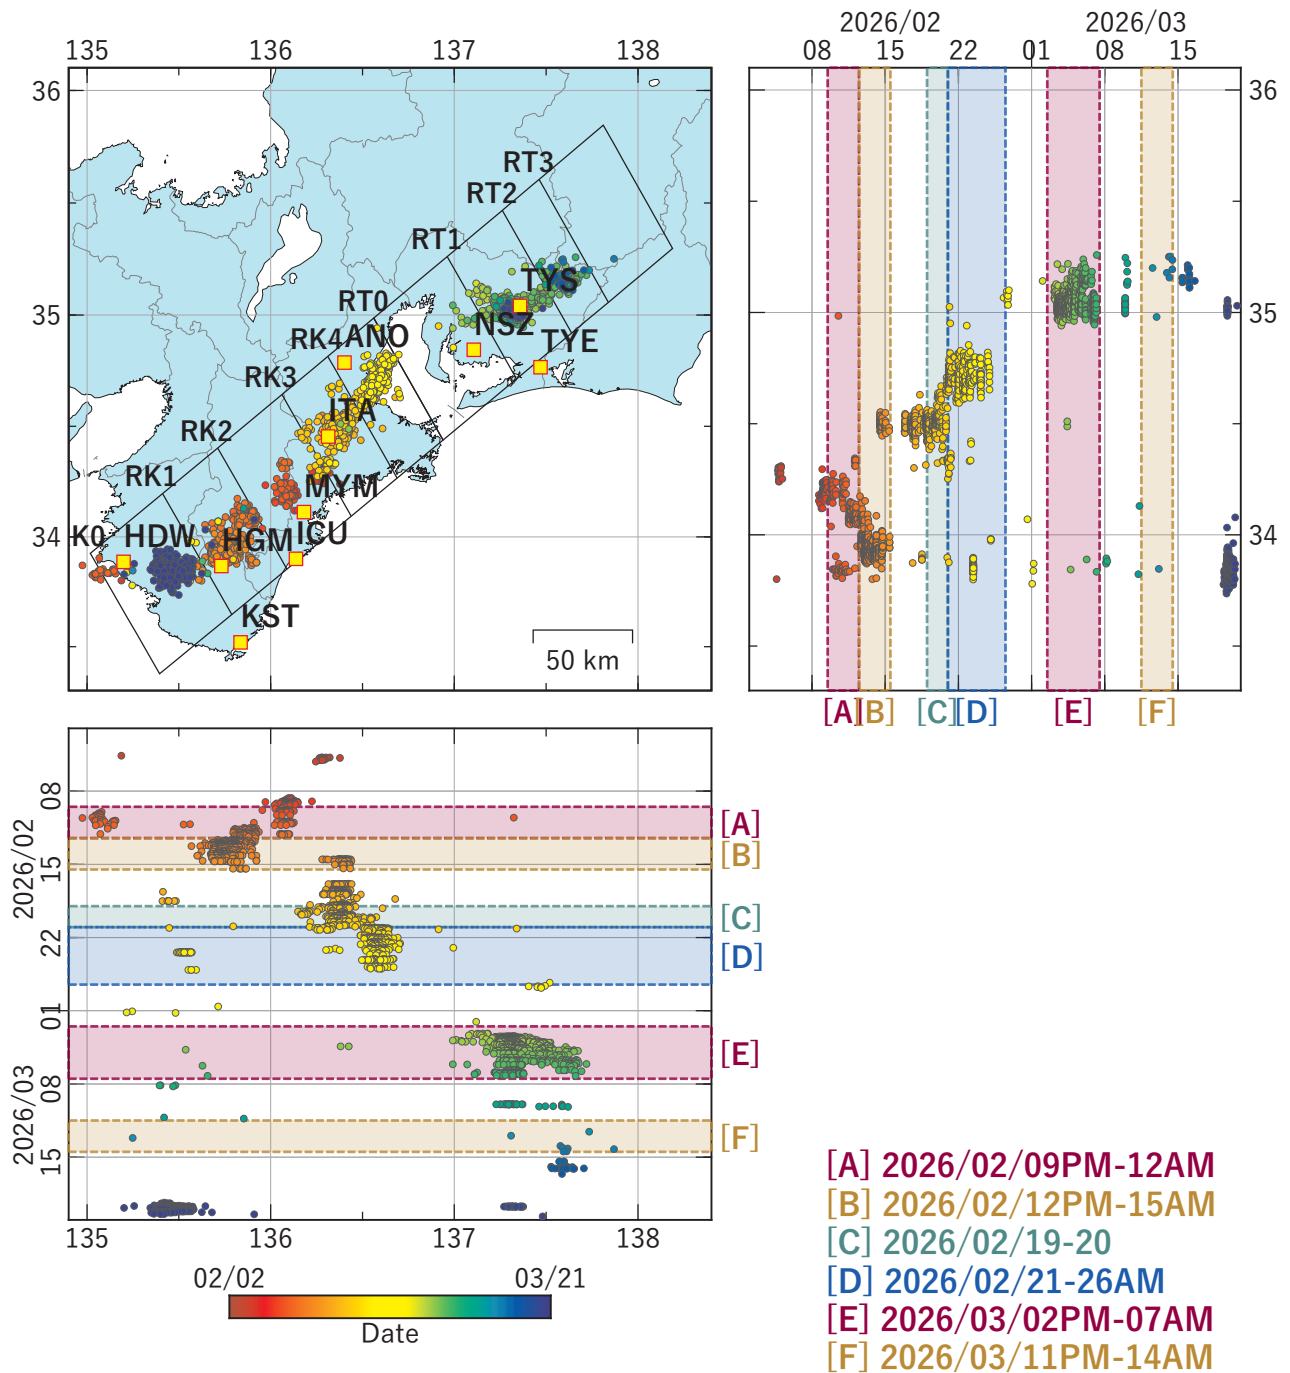 2026/02 2026/03
135 136 137 138 08 15 22 01 08 15
36 36
RT3
RT2
RT1
35 35
TYS
RT0
NSZ
RK4 ANO TYE
RK3
ITA
RK2
RK1
MYM
34 34
K0 HDW HGM ICU
KST
50 km
[A] [B] [C] [D] [E] [F]
08 [A]
[B]
2026/02 15
[C]
22 [D]
01
[E]
2026/03 08
[F]
15
135 136 137 138
02/02 03/21
Date
[A] 2026/02/09PM-12AM
[B] 2026/02/12PM-15AM
[C] 2026/02/19-20
[D] 2026/02/21-26AM
[E] 2026/03/02PM-07AM
[F] 2026/03/11PM-14AM